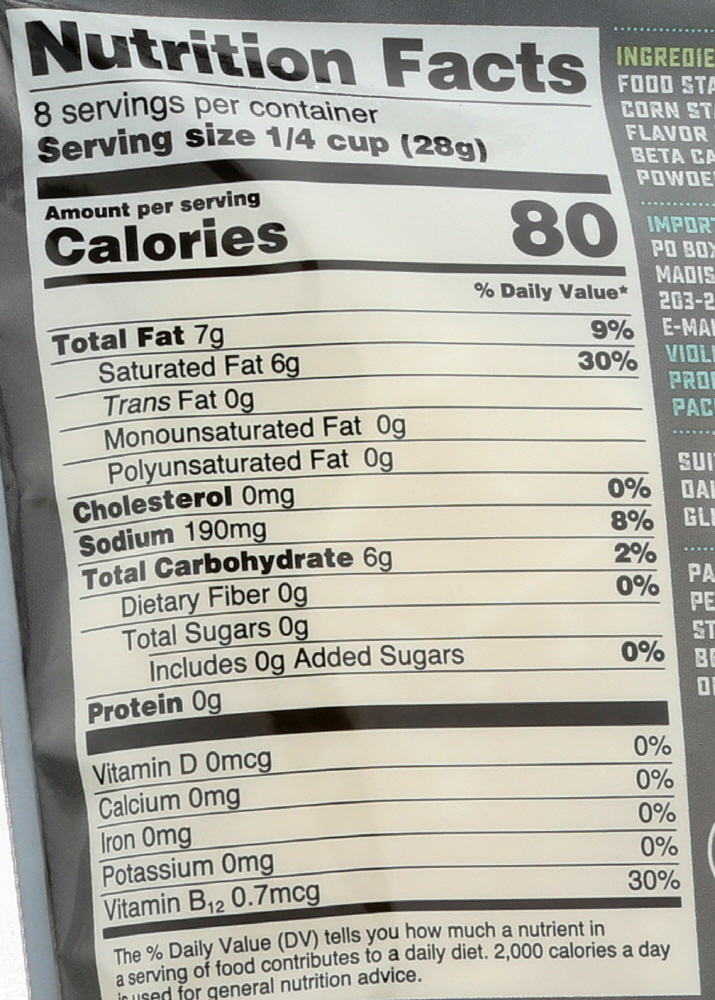 Nutrition Facts
8 servings per container
Serving size 1/4 cup (28g)
Amount per serving
Calories 80
% Daily Value*
Total Fat 7g 9%
Saturated Fat 6g 30%
Trans Fat 0g
Monounsaturated Fat 0g
Polyunsaturated Fat 0g
Cholesterol 0mg 0%
Sodium 190mg 8%
Total Carbohydrate 6g 2%
Dietary Fiber 0g 0%
Total Sugars 0g
Includes 0g Added Sugars 0%
Protein 0g
Vitamin D 0mcg 0%
Calcium 0mg 0%
Iron 0mg 0%
Potassium 0mg 0%
Vitamin B12 0.7mcg 30%
The % Daily Value (DV) tells you how much a nutrient in
a serving of food contributes to a daily diet. 2,000 calories a day
is used for general nutrition advice.
INGREDIE
FOOD STA
CORN ST
FLAVOR
BETA CA
POWDE
IMPORT
PO BOX
MADIS
203-2
E-MAI
VIOLI
PRO
PAC
SUI
DAI
GL
PA
PE
ST